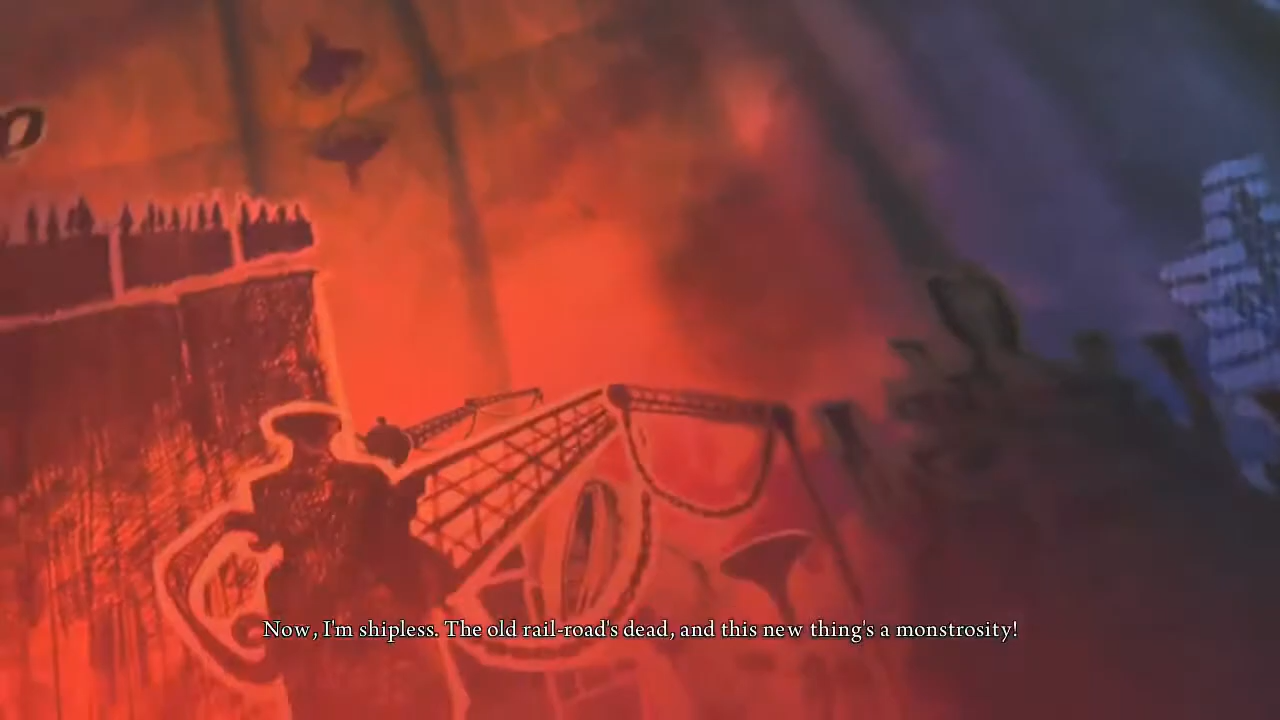 Now, I'm shipless. The old rail-road's dead, and this new thing's a monstrosity!